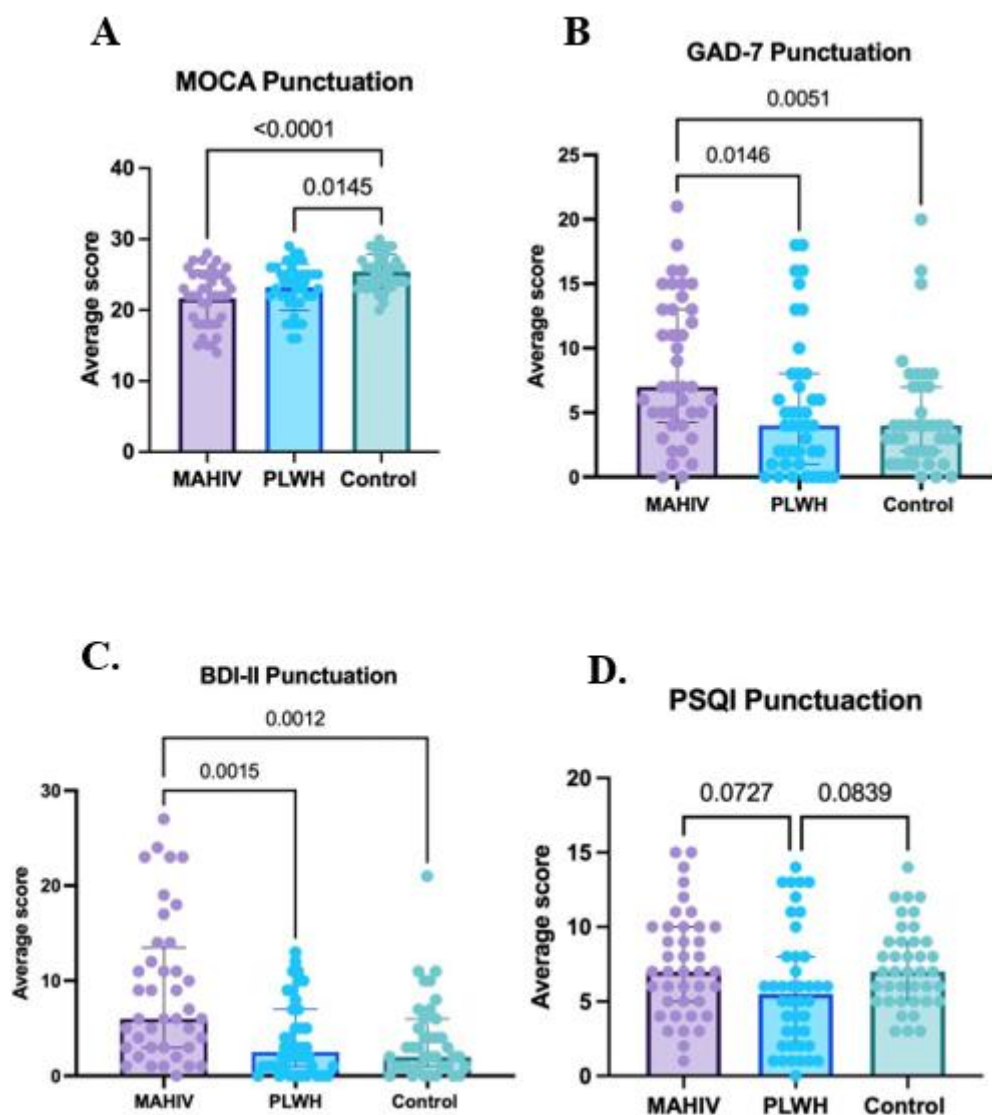 A
MOCA Punctuation
<0.0001
0.0145
40
30
20
10
0
Average score
MAHIV PLWH Control
B
GAD-7 Punctuation
0.0051
0.0146
25
20
15
10
5
0
Average score
MAHIV PLWH Control
C.
BDI-II Punctuation
0.0012
0.0015
30
20
10
0
Average score
MAHIV PLWH Control
D.
PSQI Punctuaction
0.0727 0.0839
20
15
10
5
0
Average score
MAHIV PLWH Control